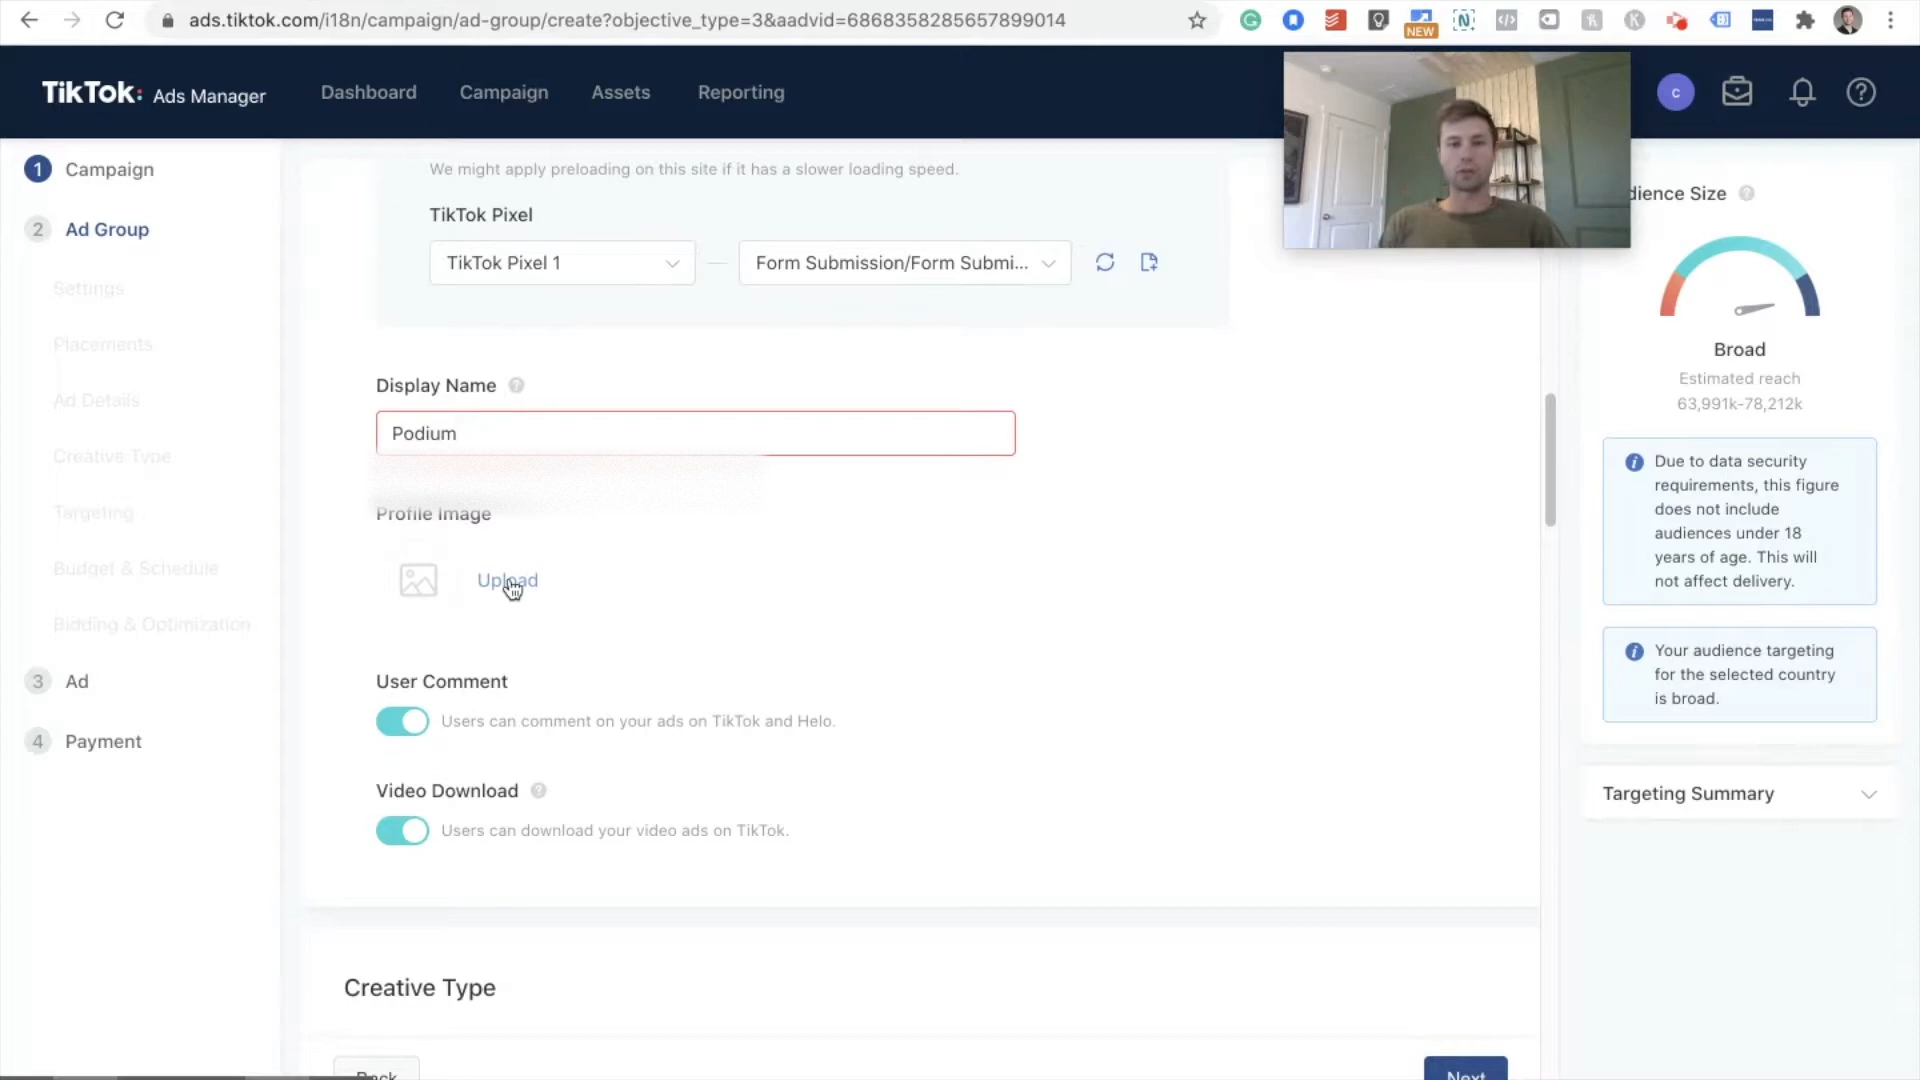 ads.tiktok.com/i18n/campaign/ad-group/create?objective_type=3&aadvid=6868358285657899014
NEW
TikTok: Ads Manager
Dashboard
Campaign
Assets
Reporting
C
1 Campaign
2 Ad Group
Settings
Placements
Ad Details
Creative Type
Targeting
Budget & Schedule
Bidding & Optimization
3 Ad
4 Payment
We might apply preloading on this site if it has a slower loading speed.
TikTok Pixel
TikTok Pixel 1
Form Submission/Form Submi...
Display Name
Podium
Profile Image
Upload
User Comment
Users can comment on your ads on TikTok and Helo.
Video Download
Users can download your video ads on TikTok.
Creative Type
Back
Next
dience Size
Broad
Estimated reach
63,991k-78,212k
Due to data security
requirements, this figure
does not include
audiences under 18
years of age. This will
not affect delivery.
Your audience targeting
for the selected country
is broad.
Targeting Summary